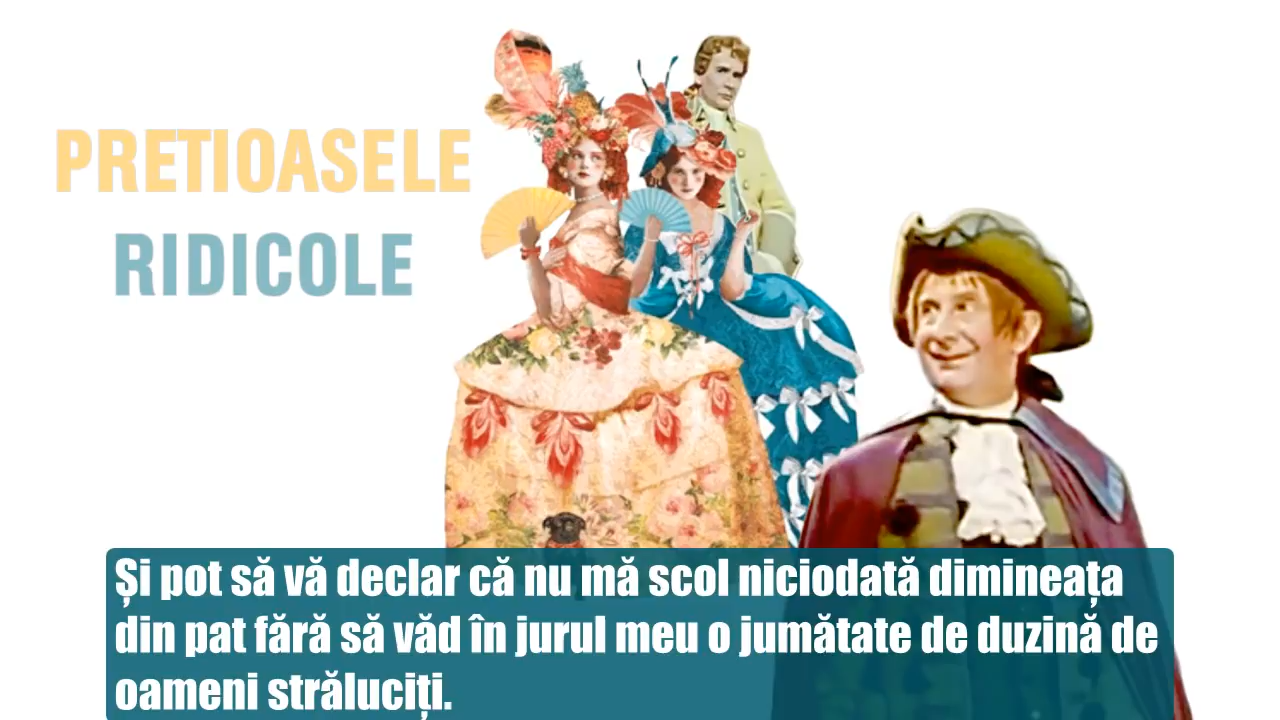 PRETIOASELE
RIDICOLE
Și pot să vă declar că nu mă scol niciodată dimineața
din pat fără să văd în jurul meu o jumătate de duzină de
oameni străluciți.